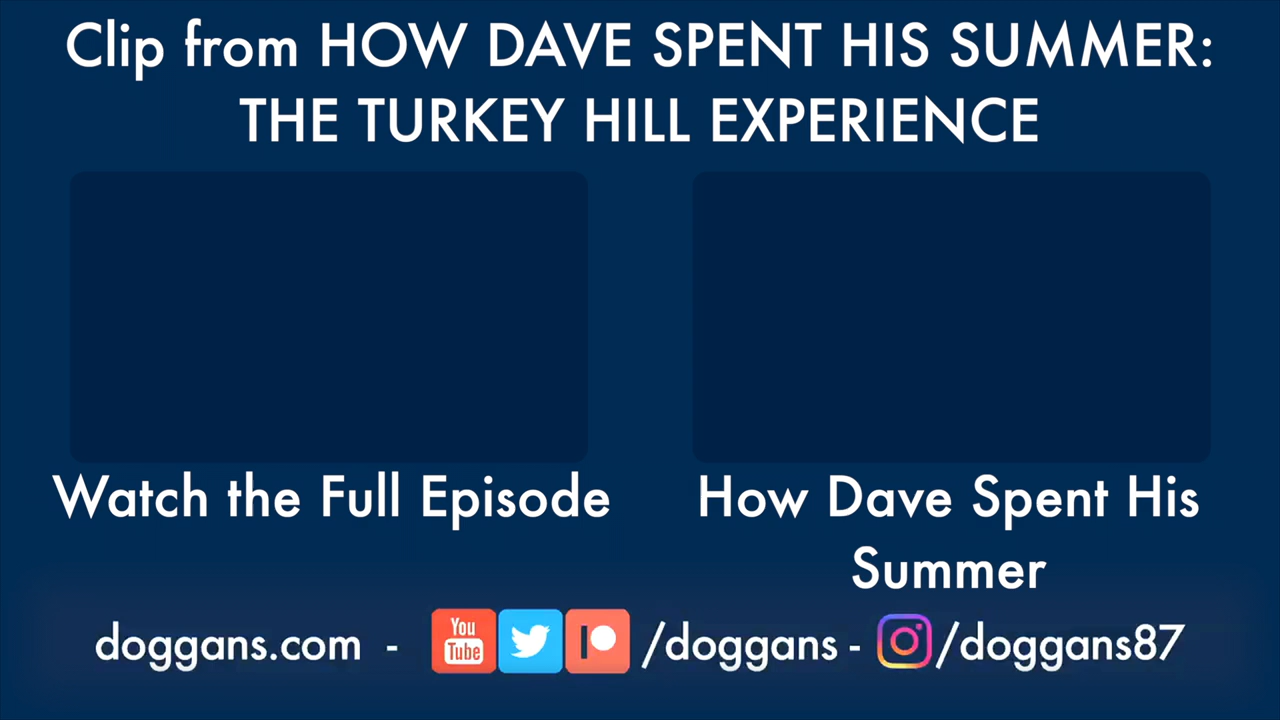 Clip from HOW DAVE SPENT HIS SUMMER:
THE TURKEY HILL EXPERIENCE
Watch the Full Episode
How Dave Spent His
Summer
doggans.com - You Tube /doggans - /doggans87